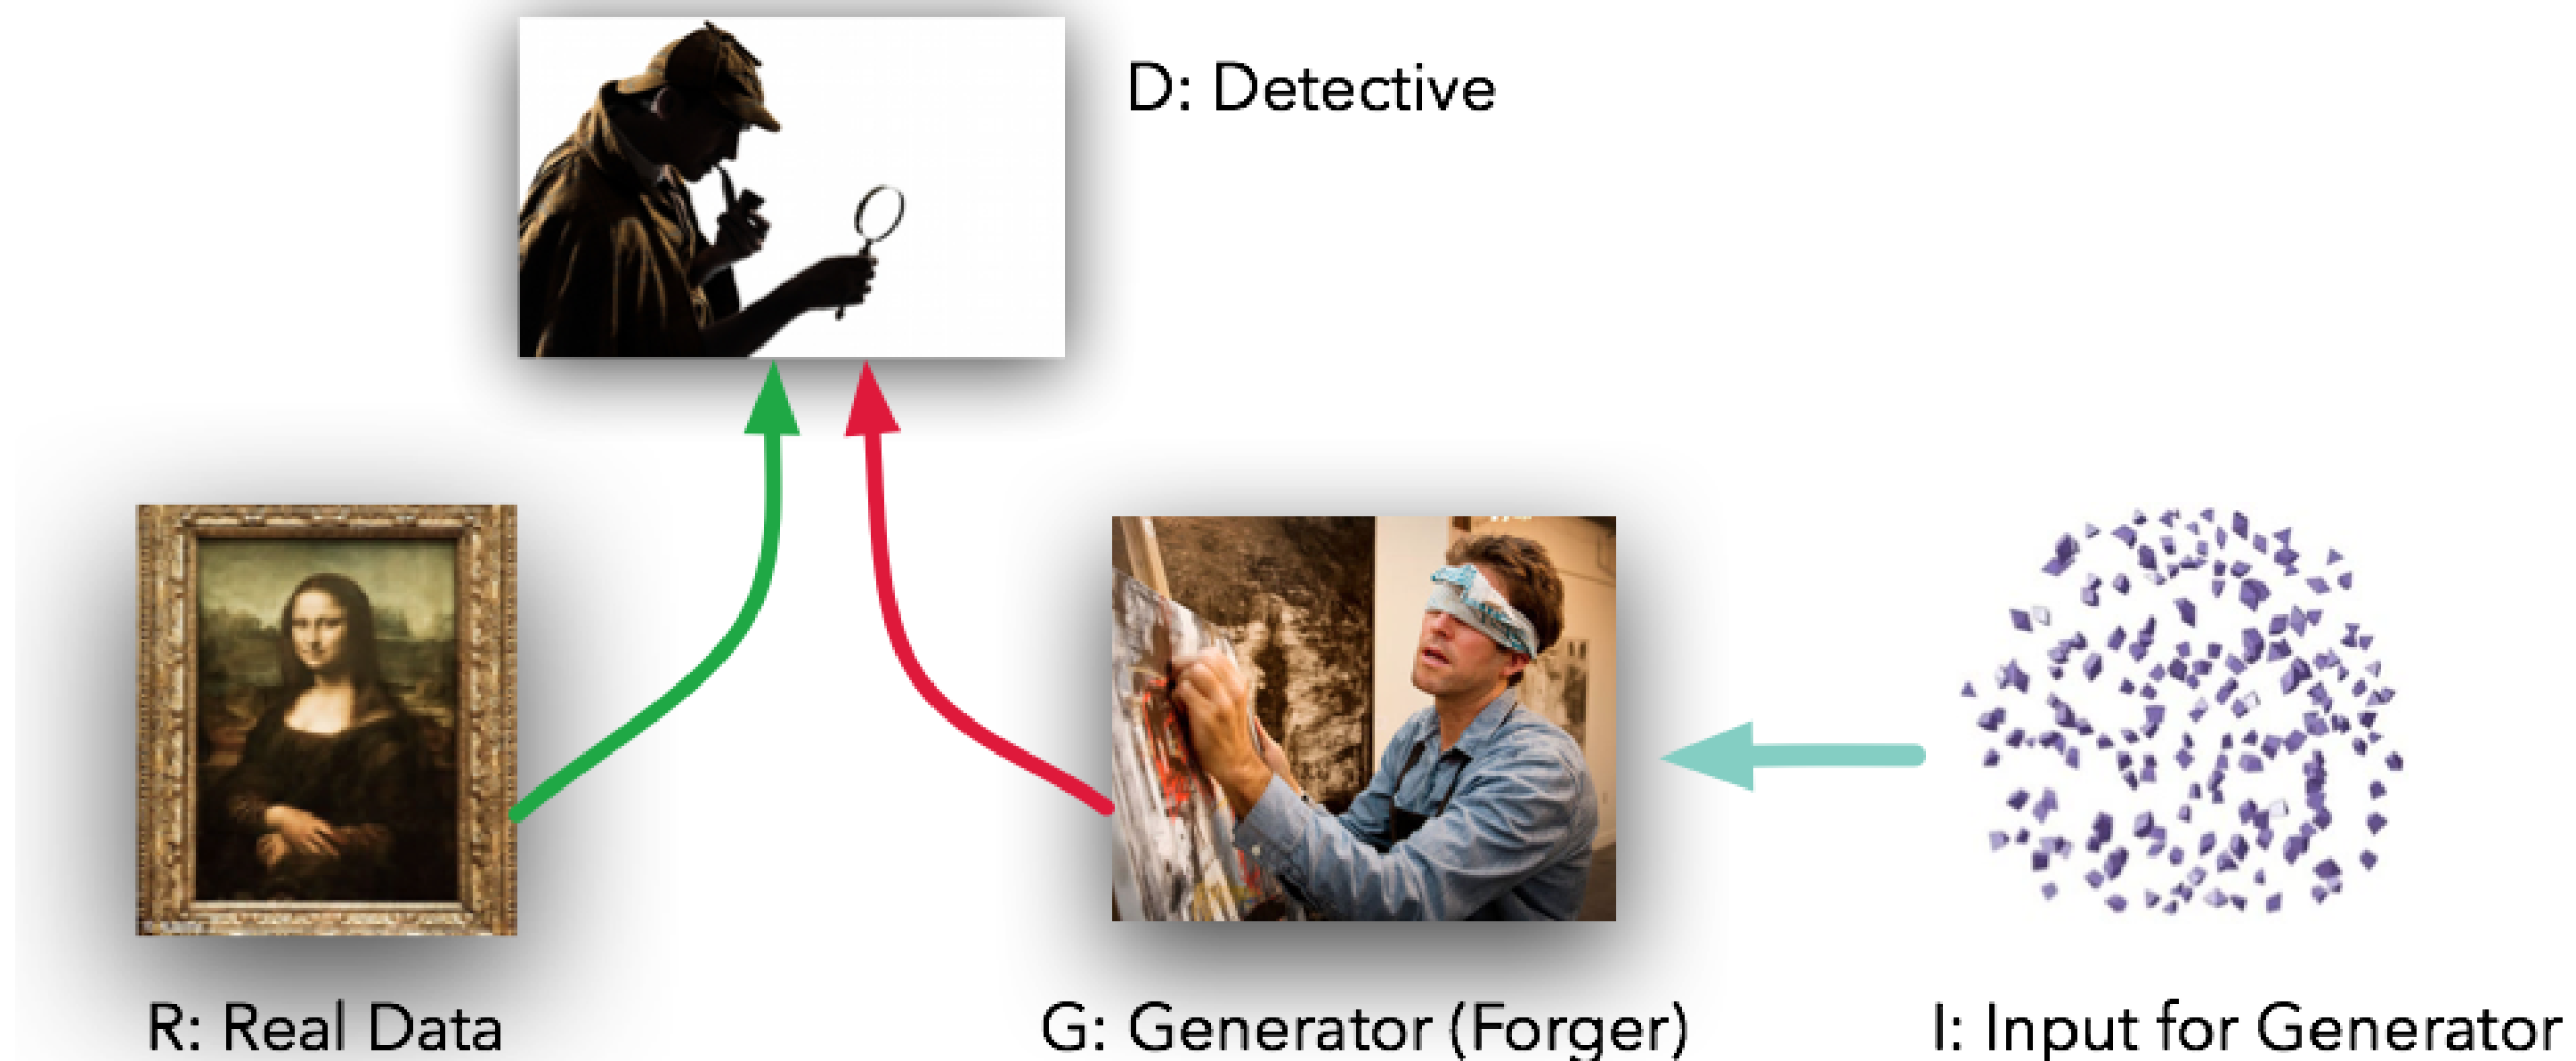 D: Detective
R: Real Data
G: Generator (Forger)
I: Input for Generator